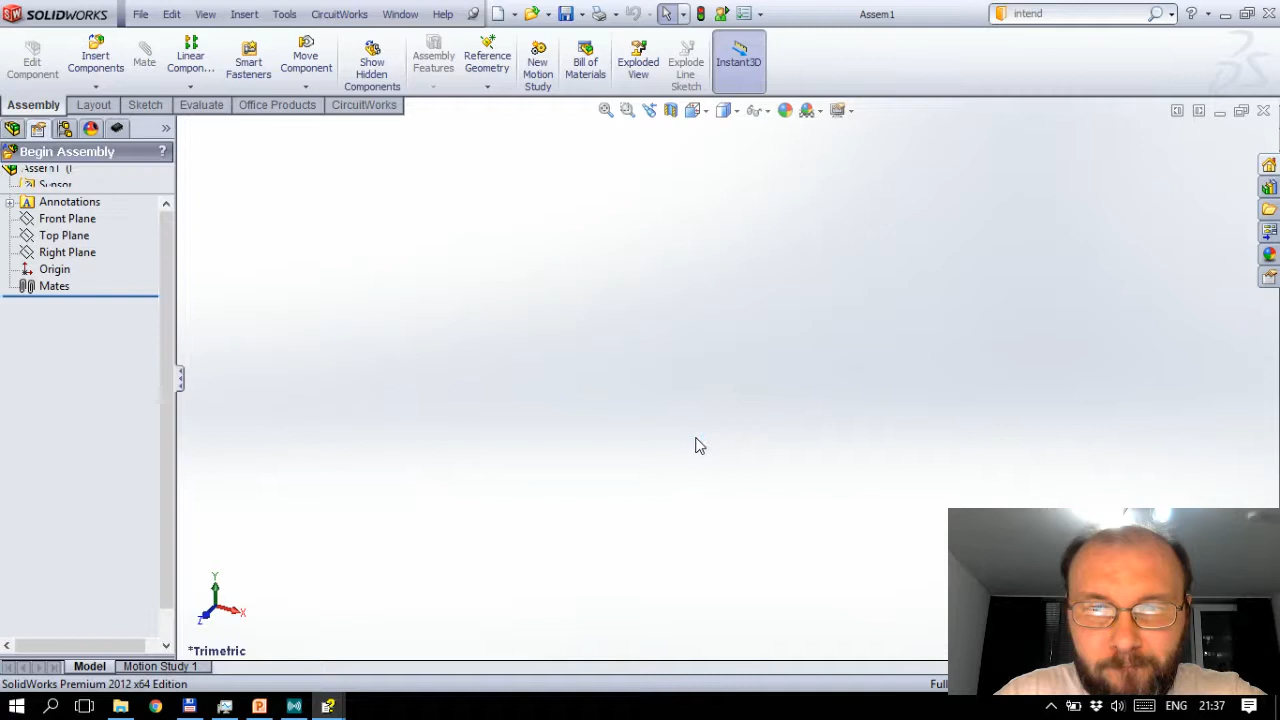 SOLIDWORKS File Edit View Insert Tools CircuitWorks Window Help Assem1 intend
Edit Component
Insert Components
Mate
Linear Compon...
Smart Fasteners
Move Component
Show Hidden Components
Assembly Features
Reference Geometry
New Motion Study
Bill of Materials
Exploded View
Explode Line Sketch
Instant3D
Assembly Layout Sketch Evaluate Office Products CircuitWorks
Begin Assembly ?
Annotations
Front Plane
Top Plane
Right Plane
Origin
Mates
Y
X
Z
*Trimetric
Model Motion Study 1
SolidWorks Premium 2012 x64 Edition
ENG 21:37